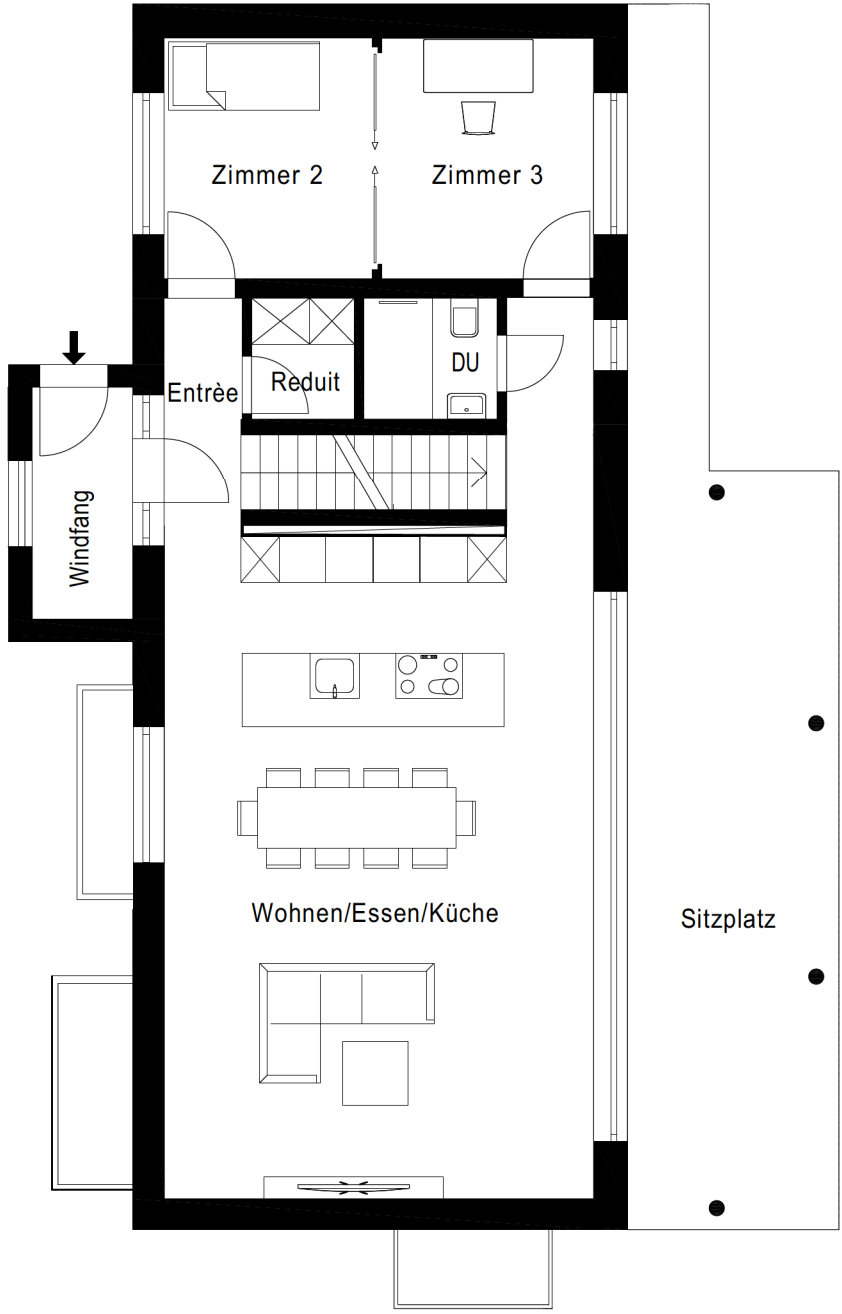 Zimmer 2
Zimmer 3
Entrèe
Reduit
DU
Windfang
Wohnen/Essen/Küche
Sitzplatz